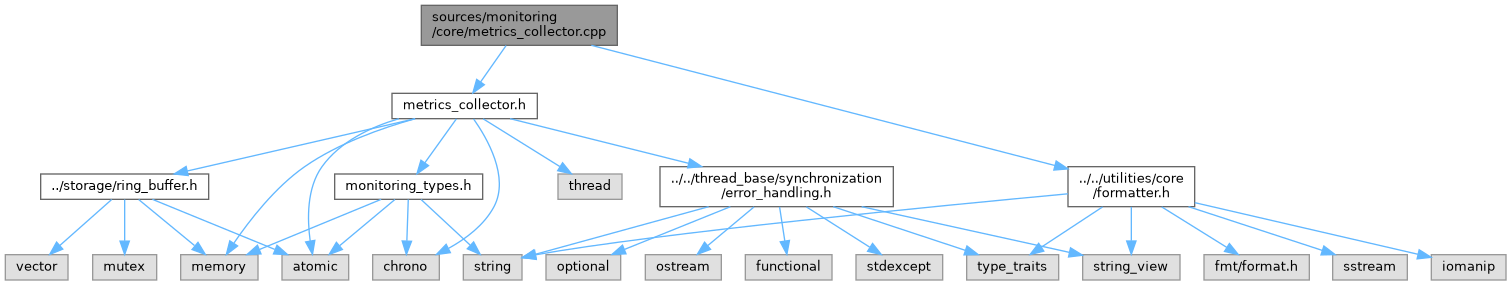 sources/monitoring
/core/metrics_collector.cpp
metrics_collector.h
../storage/ring_buffer.h
monitoring_types.h
thread
../../thread_base/synchronization
/error_handling.h
../../utilities/core
/formatter.h
vector
mutex
memory
atomic
chrono
string
optional
ostream
functional
stdexcept
type_traits
string_view
fmt/format.h
sstream
iomanip